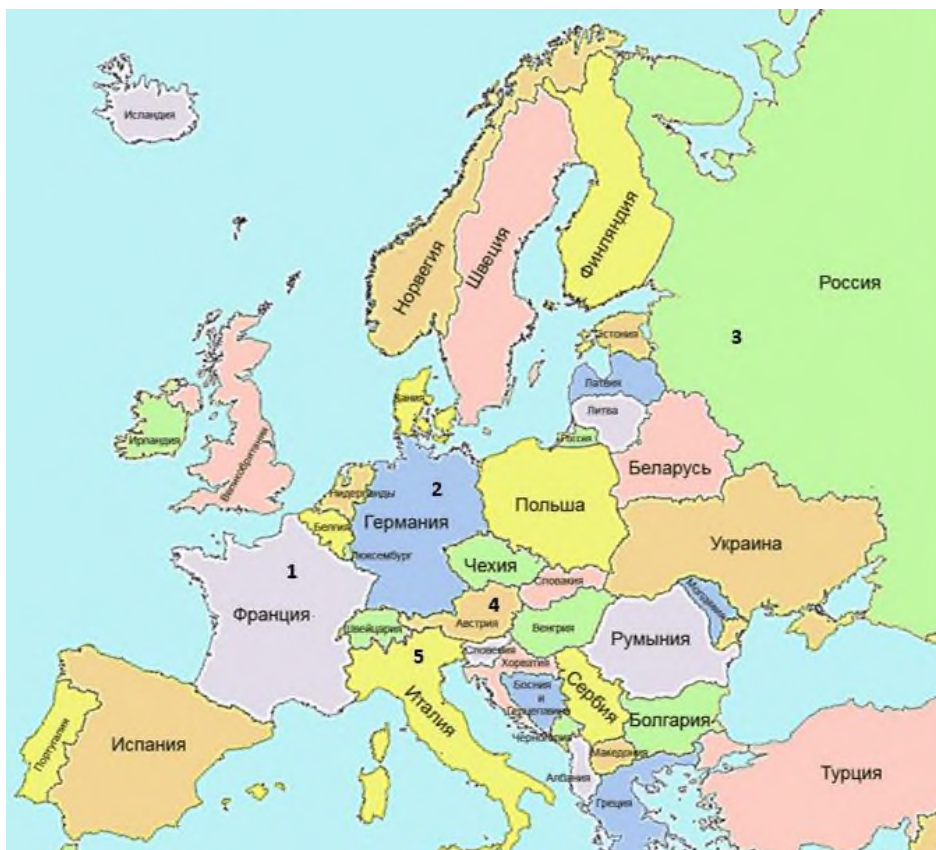 Исландия
Финляндия
Швеция
Норвегия
Россия
3
Эстония
Латвия
Дания
Литва
Россия
Ирландия
Великобритания
Беларусь
2
Нидерланды
Польша
Германия
Бельгия
Украина
Люксембург
Чехия
1
Словакия
4
Молдавия
Франция
Австрия
Швейцария
Венгрия
Румыния
5
Словения
Хорватия
Босния
и
Герцеговина
Сербия
Италия
Болгария
Португалия
Испания
Черногория
Македония
Албания
Турция
Греция